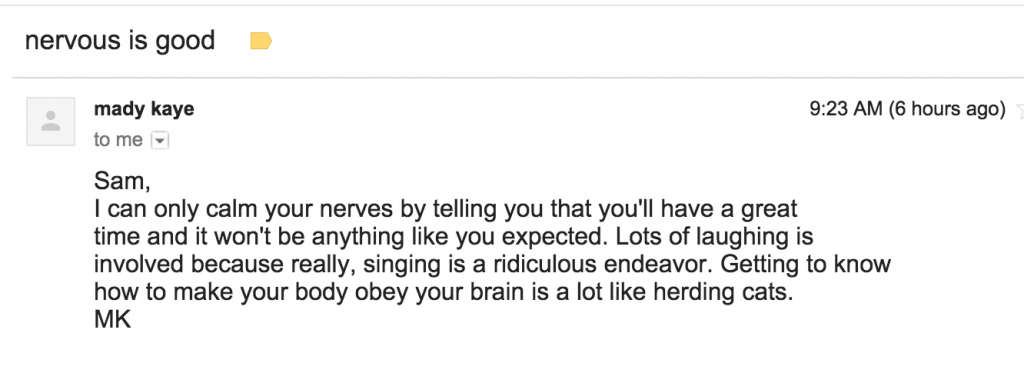 nervous is good
mady kaye
9:23 AM (6 hours ago)
to me
Sam,
I can only calm your nerves by telling you that you'll have a great
time and it won't be anything like you expected. Lots of laughing is
involved because really, singing is a ridiculous endeavor. Getting to know
how to make your body obey your brain is a lot like herding cats.
MK